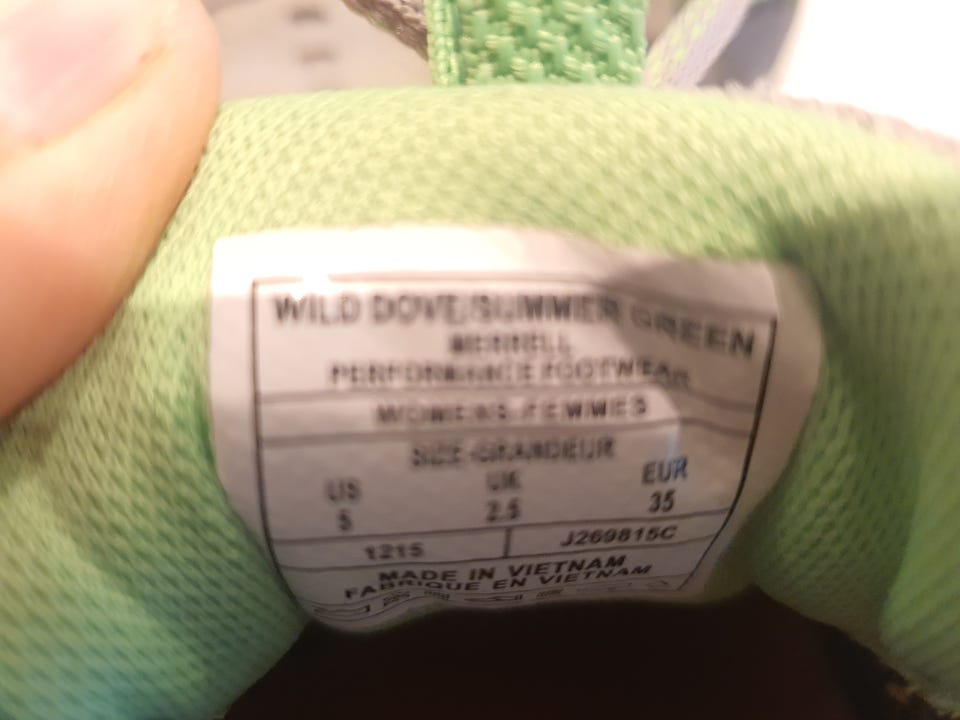 WILD DOVE/SUMMER GREEN
MERRELL
PERFORMANCE FOOTWEAR
WOMENS-FEMMES
SIZE-GRANDEUR
US UK EUR
5 2.5 35
1215 J269815C
MADE IN VIETNAM
FABRIQUE EN VIETNAM